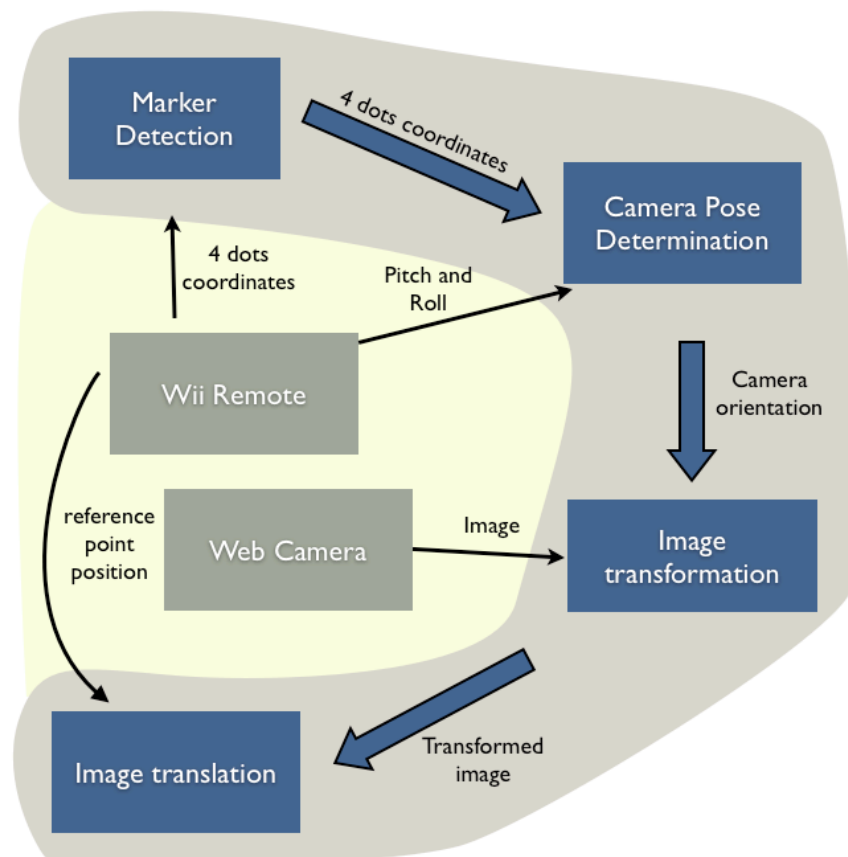 Marker
Detection
4 dots coordinates
Camera Pose
Determination
4 dots
coordinates
Pitch and
Roll
Wii Remote
Camera
orientation
reference
point
position
Web Camera
Image
Image
transformation
Transformed
image
Image translation